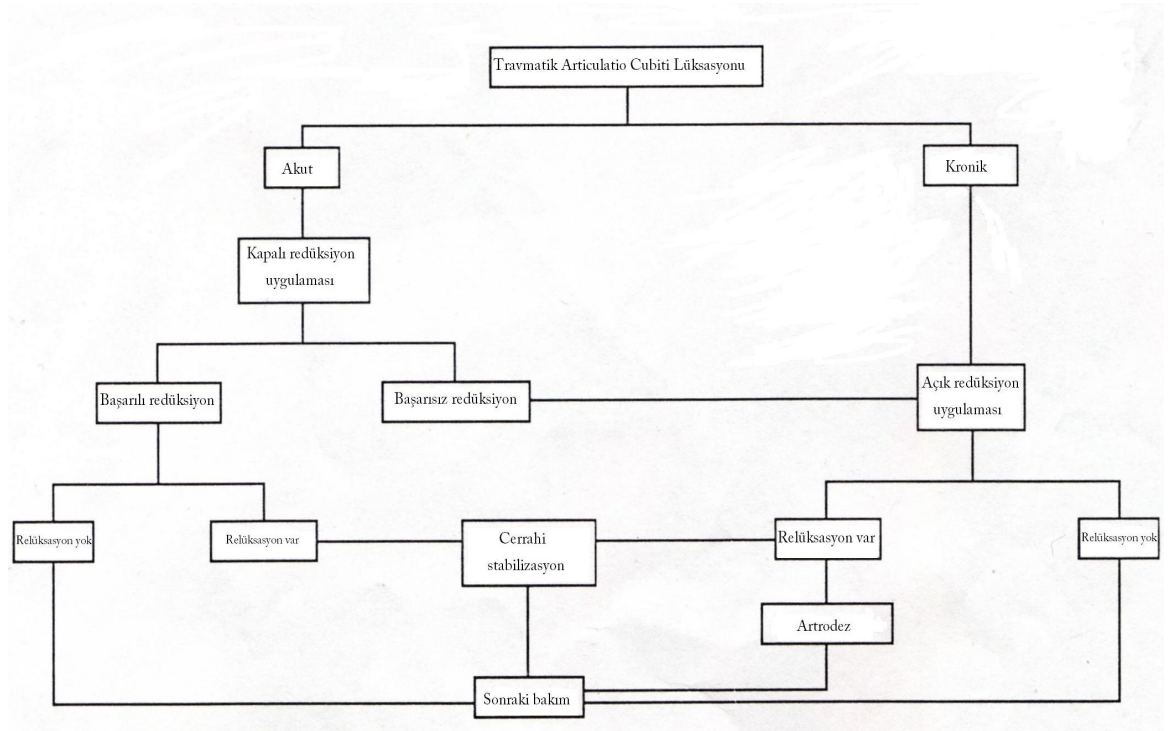 Travmatik Articulatio Cubiti Lüksasyonu
Akut
Kronik
Kapalı redüksiyon
uygulaması
Başarılı redüksiyon
Başarısız redüksiyon
Açık redüksiyon
uygulaması
Relüksasyon yok
Relüksasyon var
Cerrahi
stabilizasyon
Relüksasyon var
Relüksasyon yok
Artrodez
Sonraki bakım